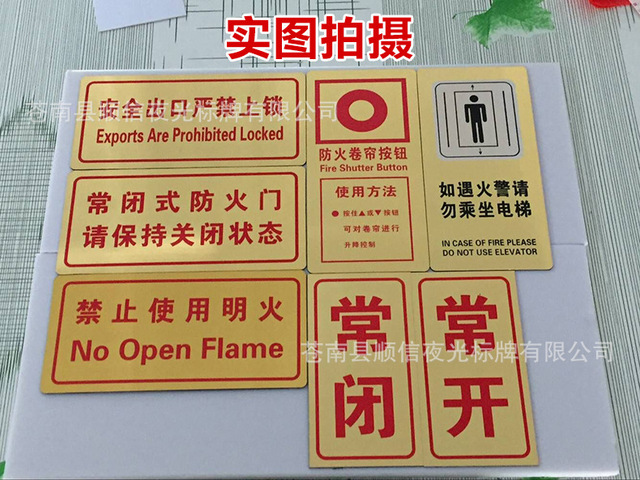 实图拍摄
安全出口严禁上锁
Exports Are Prohibited Locked
苍南县顺信夜光标牌有限公司
防火卷帘按钮
Fire Shutter Button
使用方法
●按住▲或▼按钮
可对卷帘进行
升降控制
如遇火警请
勿乘坐电梯
IN CASE OF FIRE PLEASE
DO NOT USE ELEVATOR
常闭式防火门
请保持关闭状态
禁止使用明火
No Open Flame
常闭
常开
苍南县顺信夜光标牌有限公司